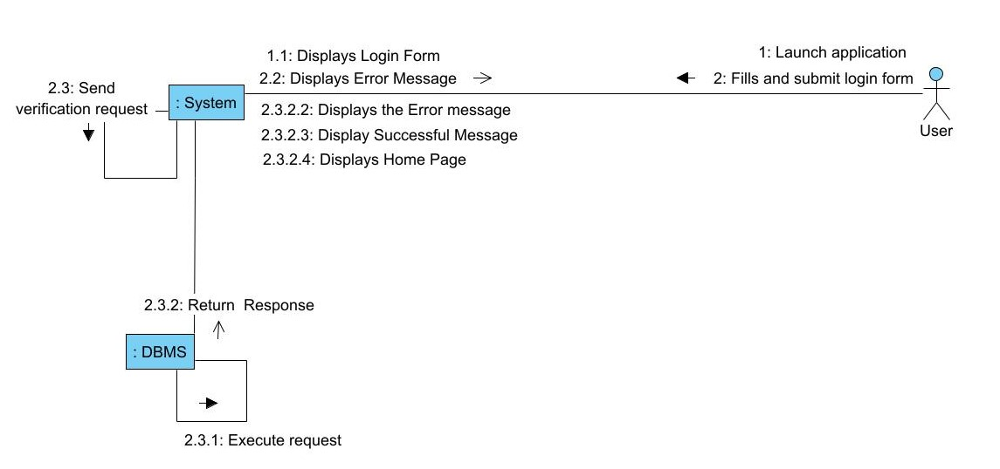 1.1: Displays Login Form
1: Launch application
2.2: Displays Error Message
2: Fills and submit login form
2.3: Send
verification request
: System
2.3.2.2: Displays the Error message
User
2.3.2.3: Display Successful Message
2.3.2.4: Displays Home Page
2.3.2: Return Response
: DBMS
2.3.1: Execute request